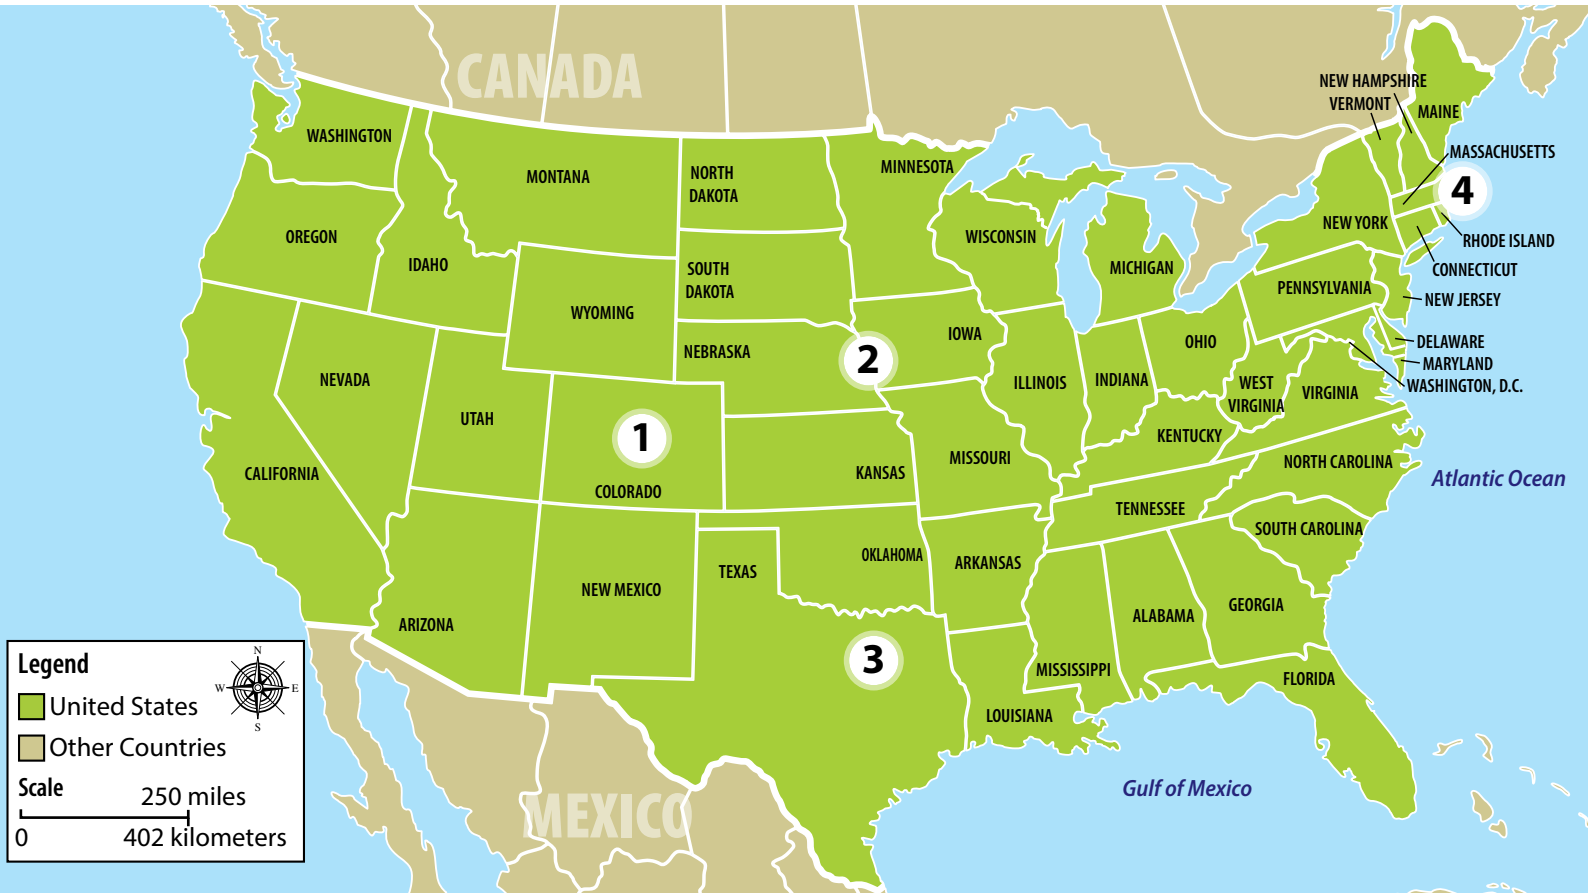 CANADA
NEW HAMPSHIRE
VERMONT
MAINE
WASHINGTON
MONTANA
NORTH
DAKOTA
MINNESOTA
MASSACHUSETTS
4
OREGON
IDAHO
WISCONSIN
MICHIGAN
NEW YORK
RHODE ISLAND
CONNECTICUT
SOUTH
DAKOTA
WYOMING
PENNSYLVANIA
NEW JERSEY
IOWA
OHIO
DELAWARE
MARYLAND
WASHINGTON, D.C.
NEBRASKA
2
NEVADA
ILLINOIS
INDIANA
WEST
VIRGINIA
VIRGINIA
UTAH
1
COLORADO
KENTUCKY
CALIFORNIA
KANSAS
MISSOURI
NORTH CAROLINA
Atlantic Ocean
TENNESSEE
SOUTH CAROLINA
OKLAHOMA
ARKANSAS
TEXAS
NEW MEXICO
ARIZONA
ALABAMA
GEORGIA
3
MISSISSIPPI
FLORIDA
LOUISIANA
Gulf of Mexico
MEXICO
Legend
N
W
E
S
United States
Other Countries
Scale
250 miles
0
402 kilometers